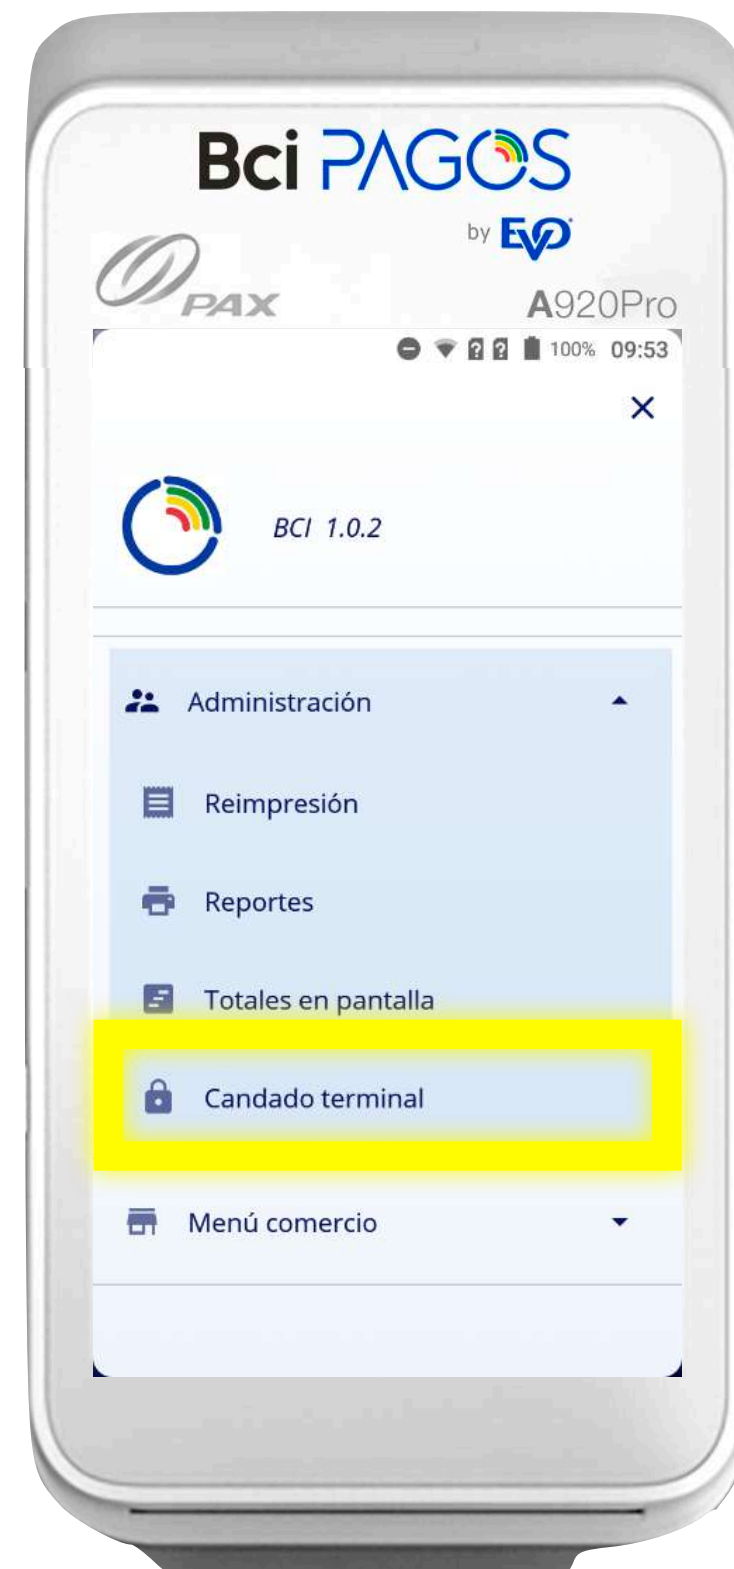 Bci PAGOS
by EVO
PAX
A920Pro
100% 09:53
BCI 1.0.2
Administración
Reimpresión
Reportes
Totales en pantalla
Candado terminal
Menú comercio